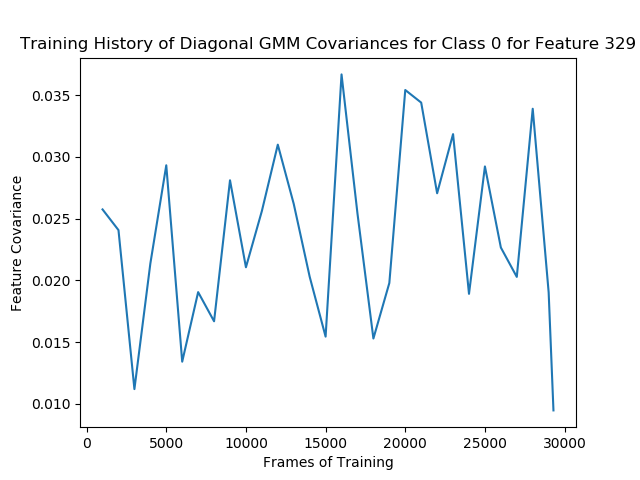 Training History of Diagonal GMM Covariances for Class 0 for Feature 329
0.035
0.030
0.025
0.020
0.015
0.010
Feature Covariance
0 5000 10000 15000 20000 25000 30000
Frames of Training